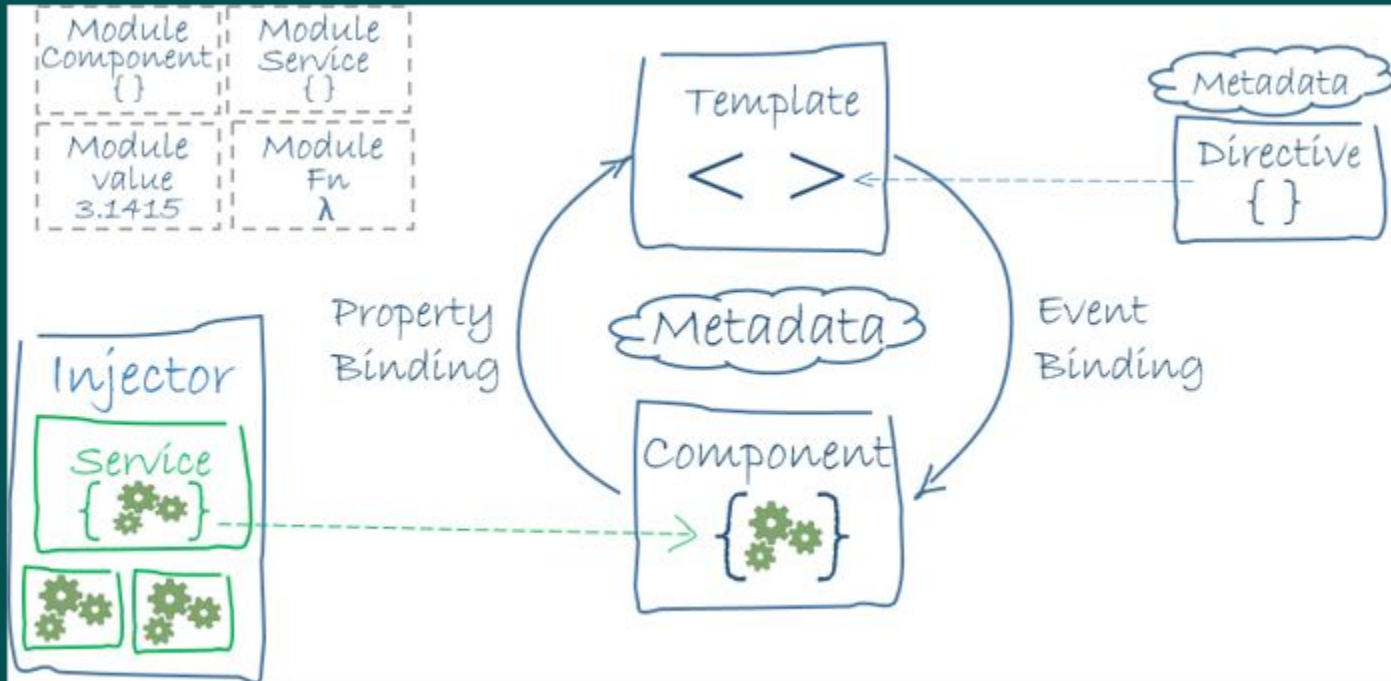 Module
Component
{ }
Module
Service
{ }
Module
value
3.1415
Module
Fn
λ
Template
< >
Metadata
Directive
{ }
Property
Binding
Metadata
Event
Binding
Injector
Service
{ }
Component
{ }